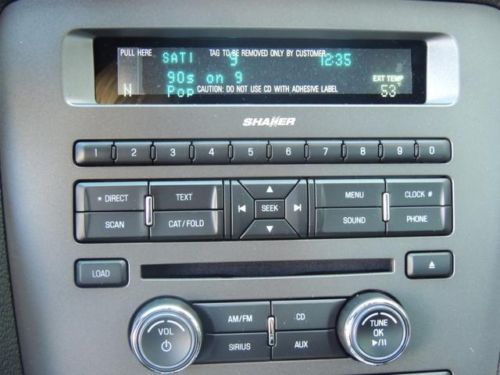 PULL HERE TAG TO BE REMOVED ONLY BY CUSTOMER
SAT1 9 12:35
90s on 9 EXT TEMP
N Pop CAUTION: DO NOT USE CD WITH ADHESIVE LABEL 53°
SHAKER
1 2 3 4 5 6 7 8 9 0
* DIRECT TEXT MENU CLOCK #
SEEK
SCAN CAT/FOLD SOUND PHONE
LOAD
AM/FM CD
VOL TUNE
OK
SIRIUS AUX